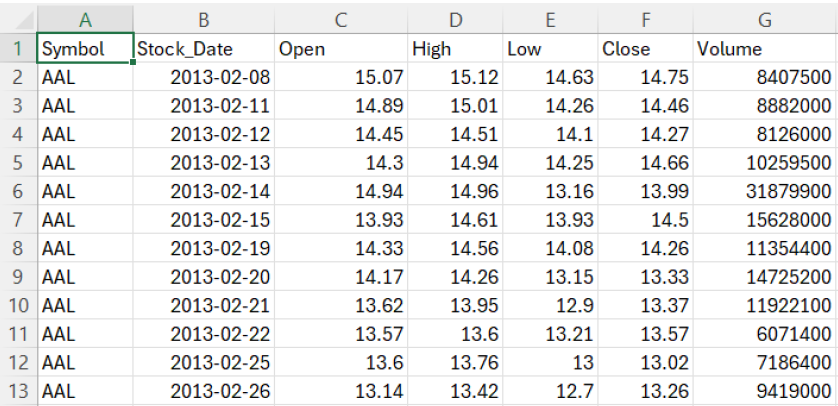 A B C D E F G
1 Symbol Stock_Date Open High Low Close Volume
2 AAL 2013-02-08 15.07 15.12 14.63 14.75 8407500
3 AAL 2013-02-11 14.89 15.01 14.26 14.46 8882000
4 AAL 2013-02-12 14.45 14.51 14.1 14.27 8126000
5 AAL 2013-02-13 14.3 14.94 14.25 14.66 10259500
6 AAL 2013-02-14 14.94 14.96 13.16 13.99 31879900
7 AAL 2013-02-15 13.93 14.61 13.93 14.5 15628000
8 AAL 2013-02-19 14.33 14.56 14.08 14.26 11354400
9 AAL 2013-02-20 14.17 14.26 13.15 13.33 14725200
10 AAL 2013-02-21 13.62 13.95 12.9 13.37 11922100
11 AAL 2013-02-22 13.57 13.6 13.21 13.57 6071400
12 AAL 2013-02-25 13.6 13.76 13 13.02 7186400
13 AAL 2013-02-26 13.14 13.42 12.7 13.26 9419000